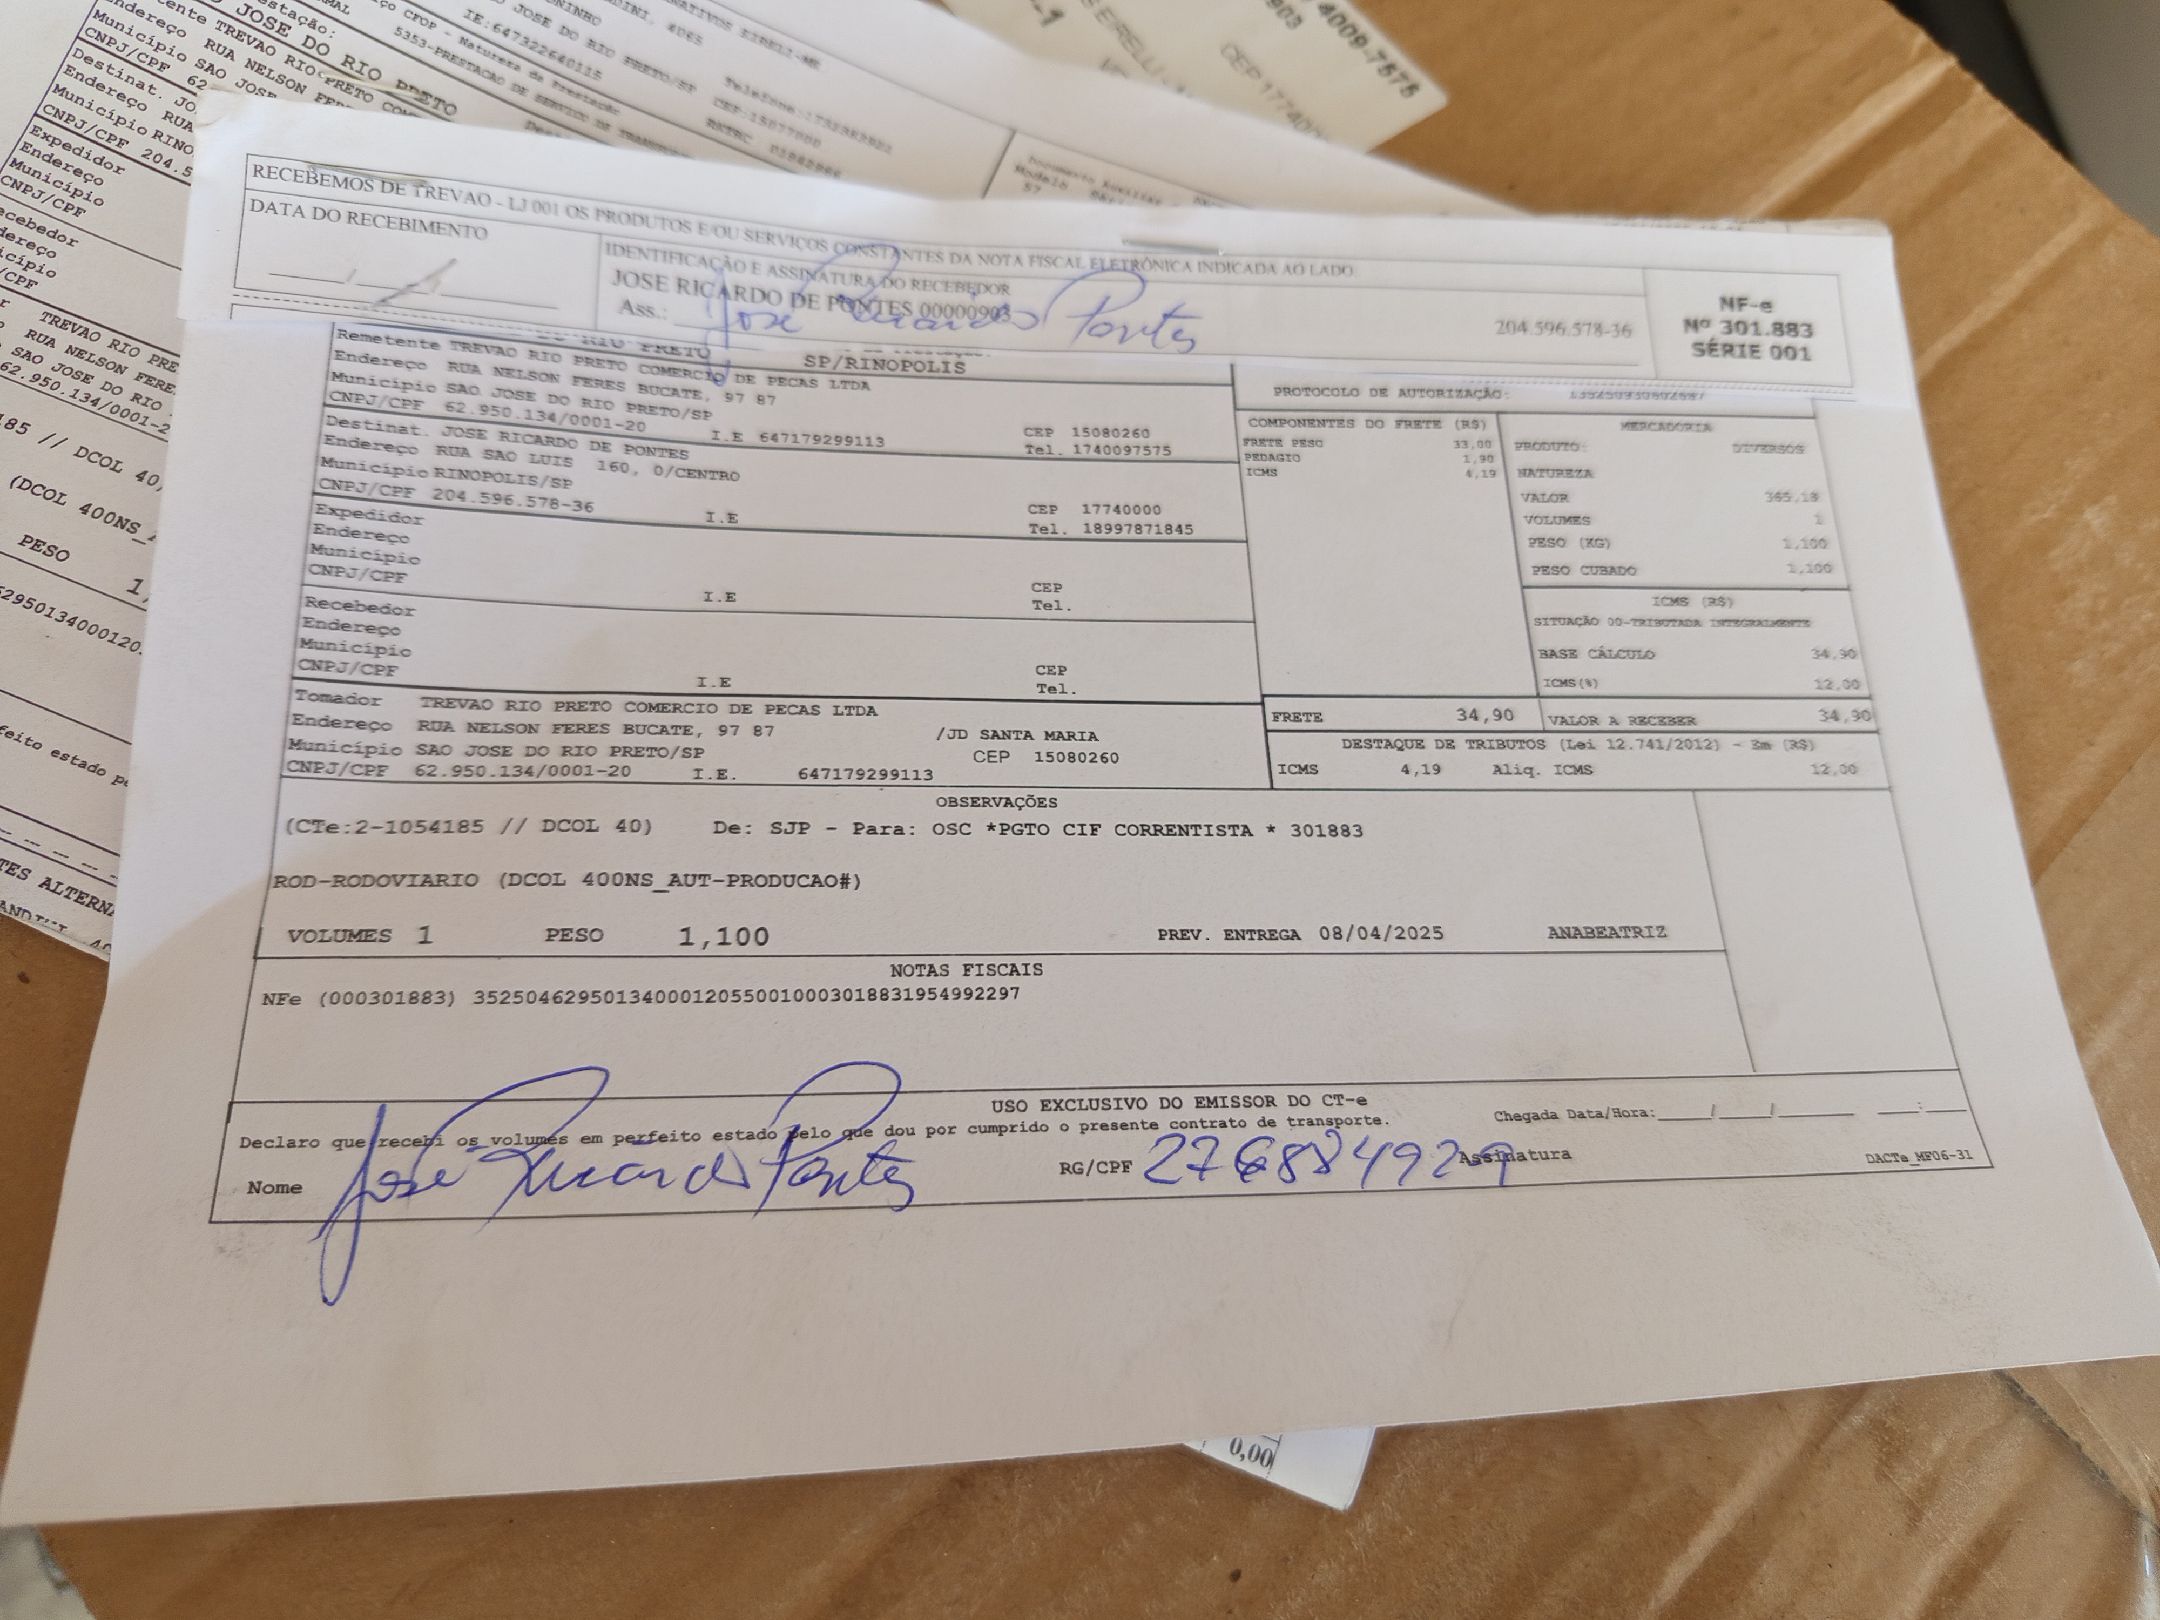 RECEBEMOS DE TREVAO - LJ 001 OS PRODUTOS E/OU SERVIÇOS CONSTANTES DA NOTA FISCAL ELETRÔNICA INDICADA AO LADO
DATA DO RECEBIMENTO
IDENTIFICAÇÃO E ASSINATURA DO RECEBEDOR
JOSE RICARDO DE PONTES 00000903
204.596.578-36
Ass.: José Ricardo Pontes
NF-e
Nº 301.883
SÉRIE 001
SP/RINOPOLIS
Remetente TREVAO RIO PRETO COMERCIO DE PECAS LTDA
Endereço RUA NELSON FERES BUCATE, 97 87
Município SAO JOSE DO RIO PRETO/SP CEP 15080260
CNPJ/CPF 62.950.134/0001-20 I.E 647179299113 Tel. 1740097575
Destinat. JOSE RICARDO DE PONTES
Endereço RUA SAO LUIS 160, 0/CENTRO
Município RINOPOLIS/SP CEP 17740000
CNPJ/CPF 204.596.578-36 I.E Tel. 18997871845
Expedidor
Endereço
Município CEP
CNPJ/CPF I.E Tel.
Recebedor
Endereço
Município CEP
CNPJ/CPF I.E Tel.
Tomador TREVAO RIO PRETO COMERCIO DE PECAS LTDA
Endereço RUA NELSON FERES BUCATE, 97 87 /JD SANTA MARIA
Município SAO JOSE DO RIO PRETO/SP CEP 15080260
CNPJ/CPF 62.950.134/0001-20 I.E. 647179299113
PROTOCOLO DE AUTORIZAÇÃO:
COMPONENTES DO FRETE (R$)
FRETE PESO 33,00
PEDAGIO 1,90
ICMS 4,19
MERCADORIA
PRODUTO: DIVERSOS
NATUREZA
VALOR 365,18
VOLUMES 1
PESO (KG) 1,100
PESO CUBADO 1,100
ICMS (R$)
SITUAÇÃO 00-TRIBUTADA INTEGRALMENTE
BASE CÁLCULO 34,90
ICMS(%) 12,00
FRETE 34,90 VALOR A RECEBER 34,90
DESTAQUE DE TRIBUTOS (Lei 12.741/2012) - Em (R$)
ICMS 4,19 Aliq. ICMS 12,00
OBSERVAÇÕES
(CTe:2-1054185 // DCOL 40) De: SJP - Para: OSC *PGTO CIF CORRENTISTA * 301883
ROD-RODOVIARIO (DCOL 400NS_AUT-PRODUCAO#)
VOLUMES 1 PESO 1,100 PREV. ENTREGA 08/04/2025 ANABEATRIZ
NOTAS FISCAIS
NFe (000301883) 35250462950134000120550010003018831954992297
USO EXCLUSIVO DO EMISSOR DO CT-e
Declaro que recebi os volumes em perfeito estado pelo que dou por cumprido o presente contrato de transporte. Chegada Data/Hora:
Nome José Ricardo Pontes RG/CPF Assinatura
DACTe_MF06-31
0,00